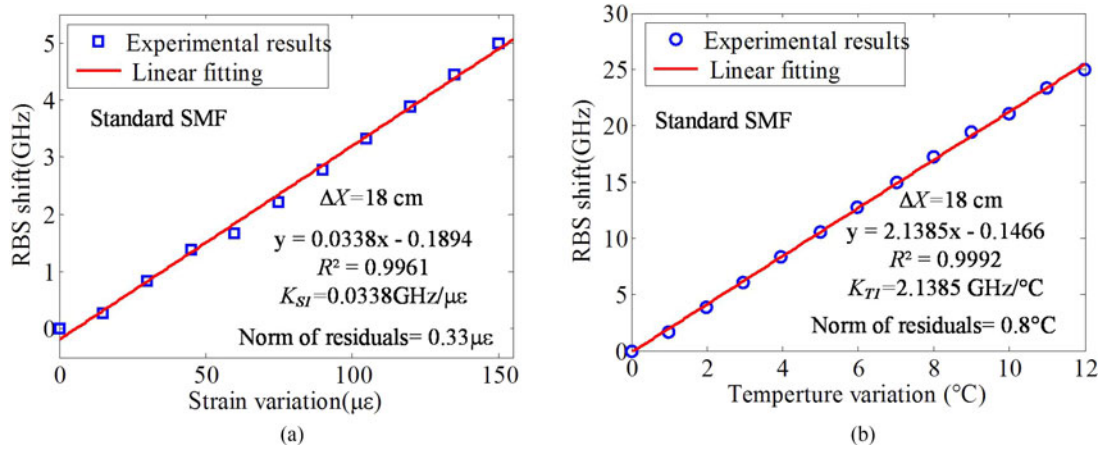 Experimental results
Linear fitting
Standard SMF
ΔX=18 cm
y = 0.0338x - 0.1894
R² = 0.9961
K_SI=0.0338GHz/με
Norm of residuals= 0.33με
RBS shift(GHz)
5
4
3
2
1
0
0 50 100 150
Strain variation(με)
(a)
Experimental results
Linear fitting
Standard SMF
ΔX=18 cm
y = 2.1385x - 0.1466
R² = 0.9992
K_TI=2.1385 GHz/°C
Norm of residuals= 0.8°C
RBS shift(GHz)
30
25
20
15
10
5
0
0 2 4 6 8 10 12
Temperture variation (°C)
(b)